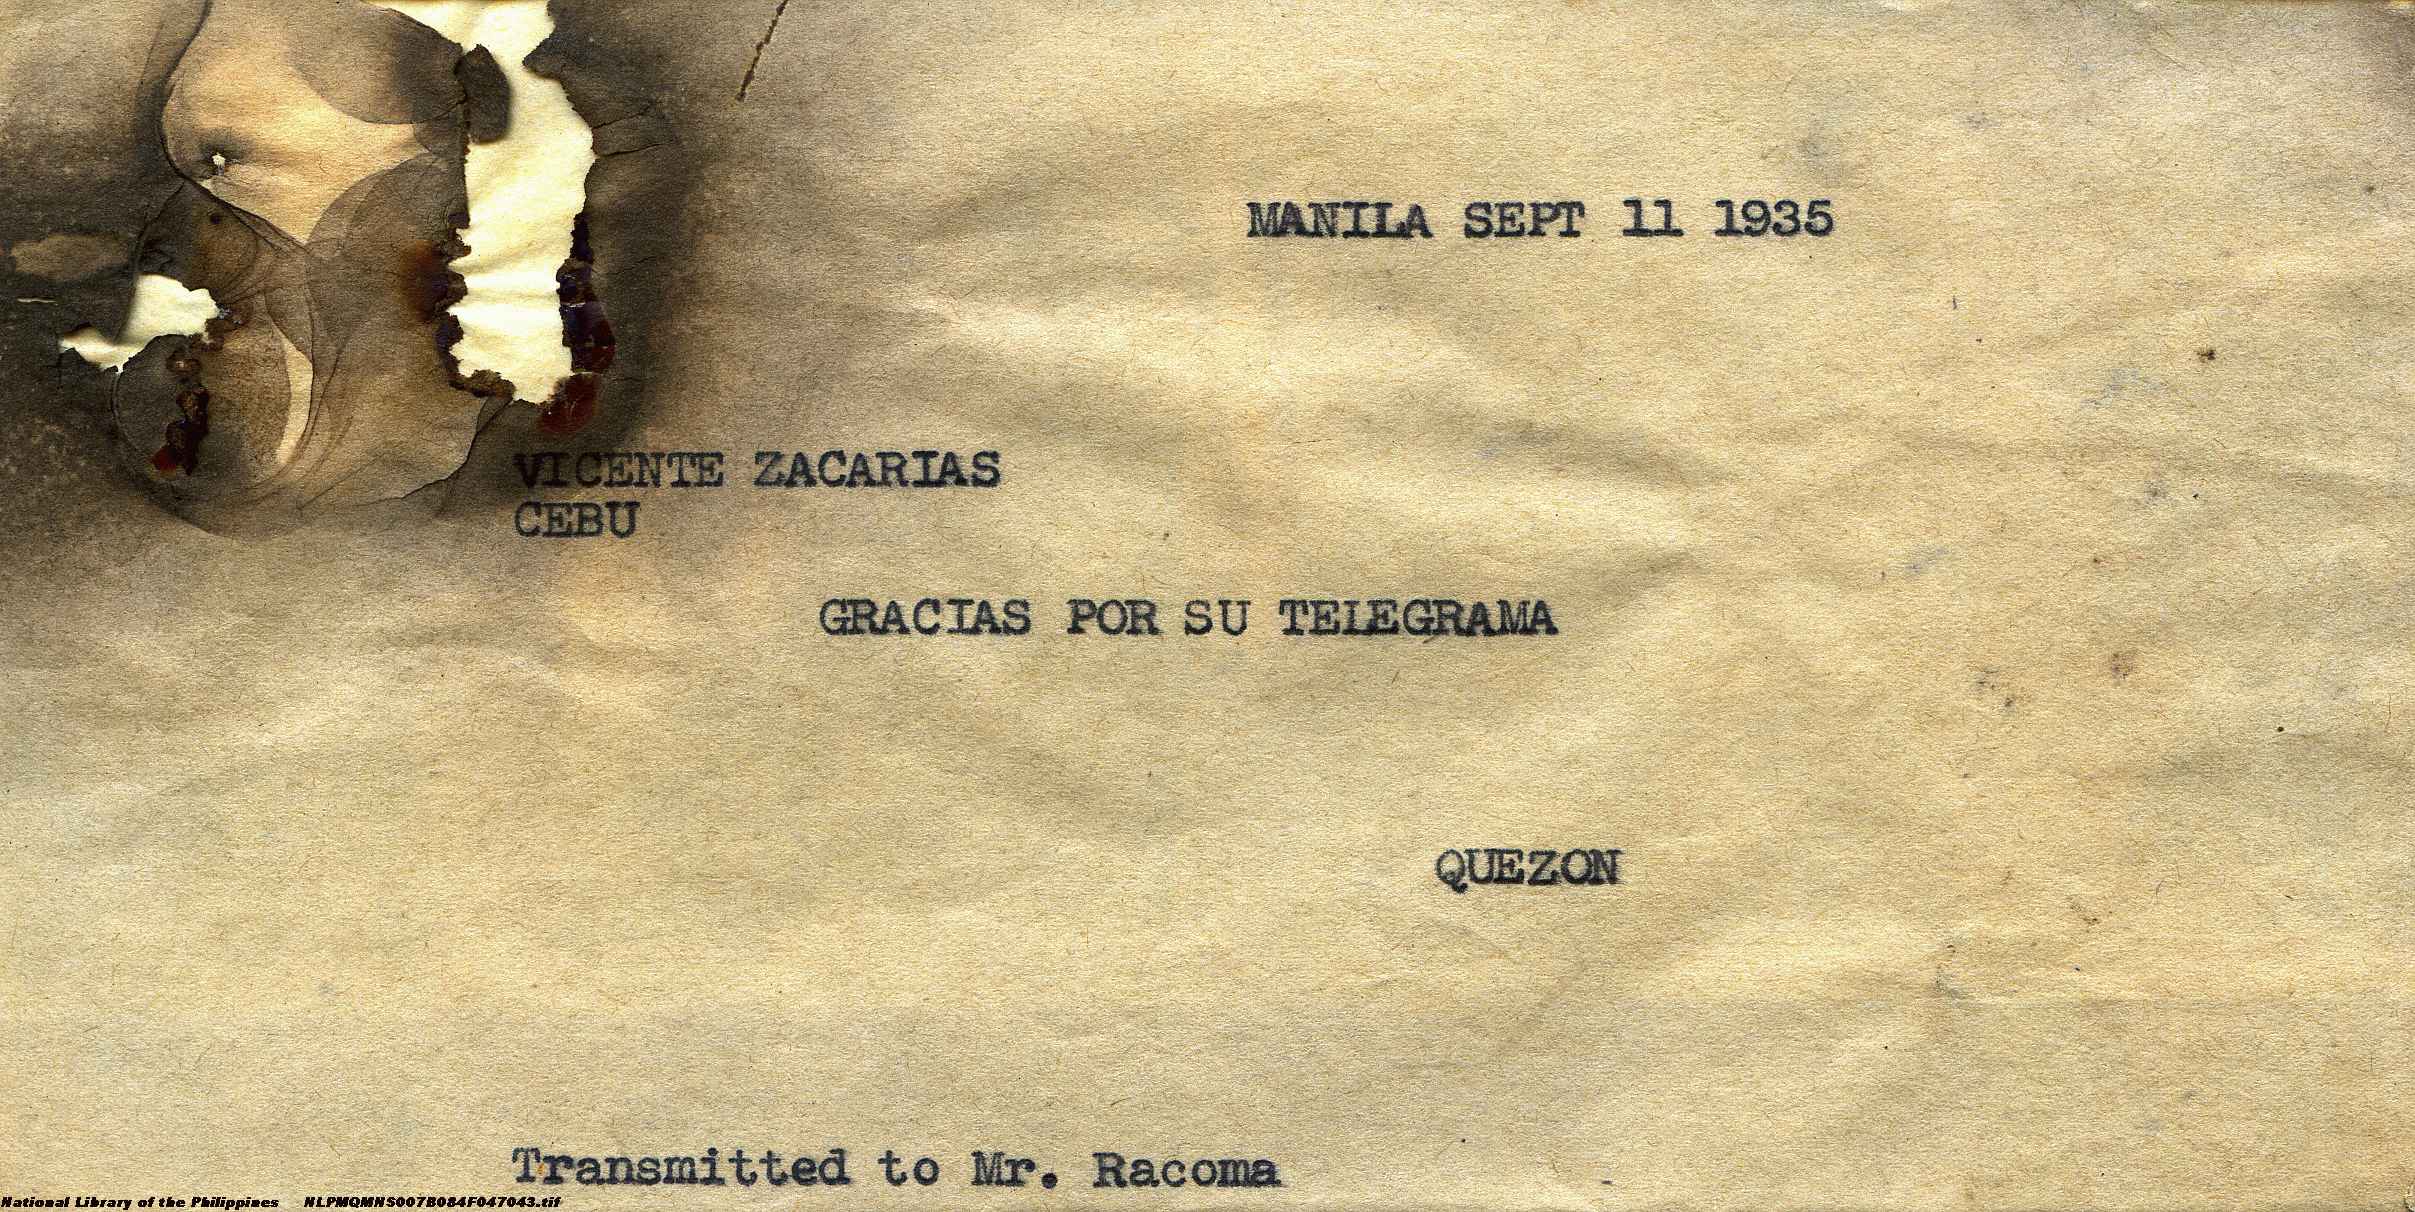 MANILA SEPT 11 1935
VICENTE ZACARIAS
CEBU
GRACIAS POR SU TELEGRAMA
QUEZON
Transmitted to Mr. Racoma
National Library of the Philippines NLPMQMNS007B084F047043.tif